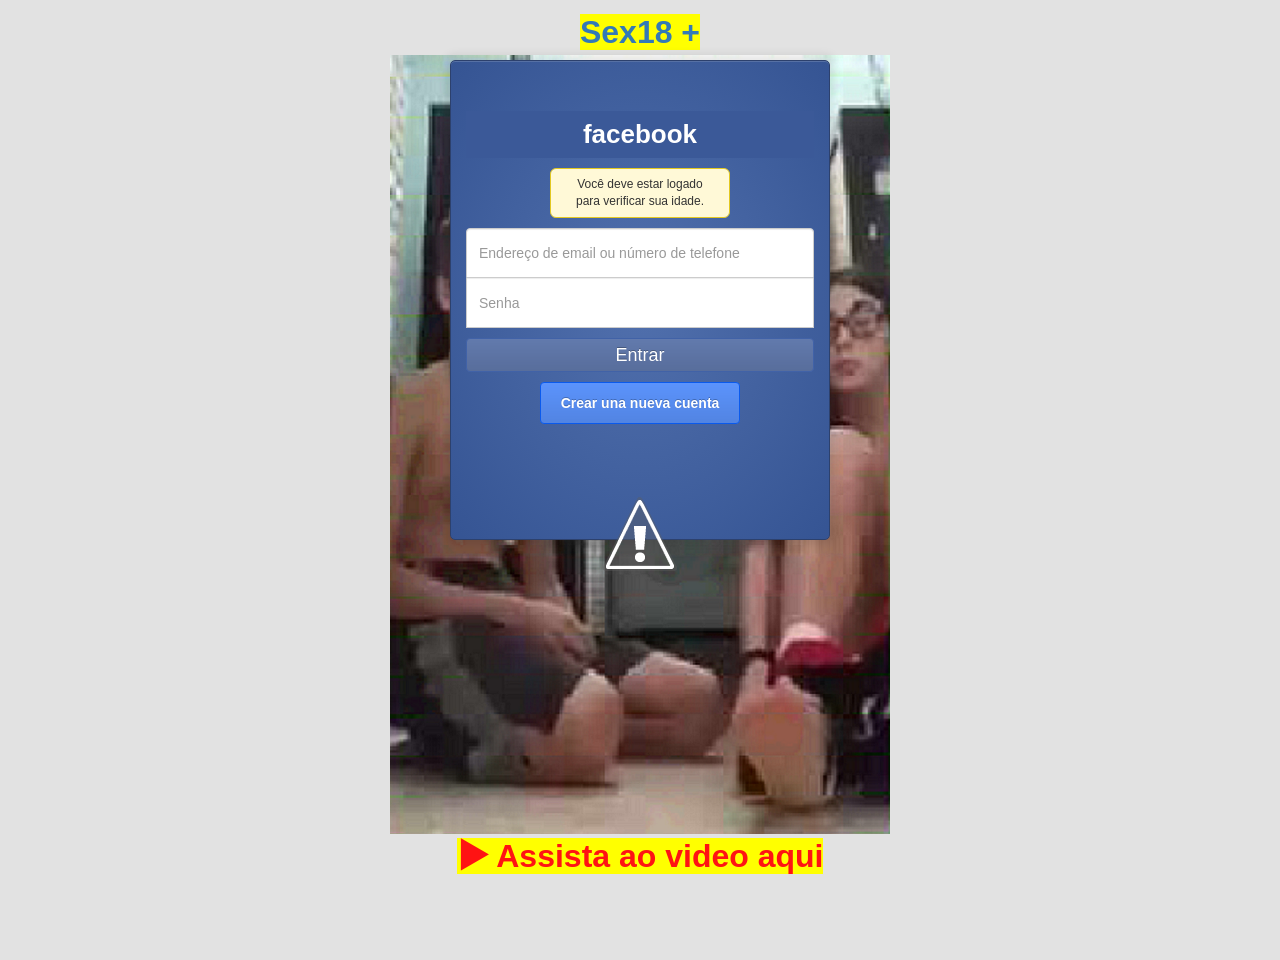 Sex18 +
facebook
Você deve estar logado
para verificar sua idade.
Endereço de email ou número de telefone
Senha
Entrar
Crear una nueva cuenta
Assista ao video aqui